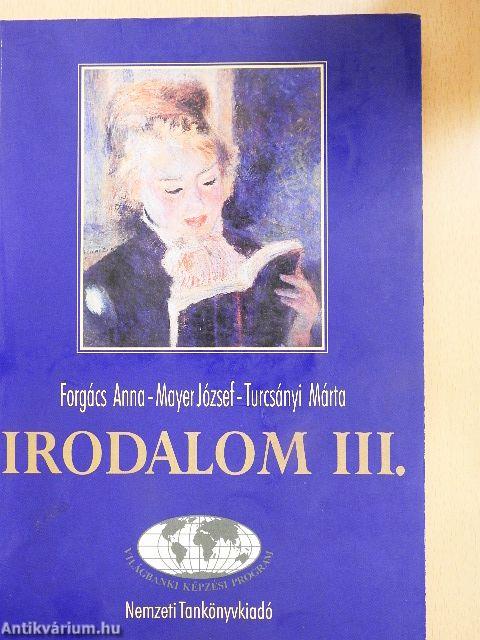 Forgács Anna-Mayer József-Turcsányi Márta
IRODALOM III.
VILÁGBANKI KÉPZÉSI PROGRAM
Nemzeti Tankönyvkiadó
Antikvárium.hu